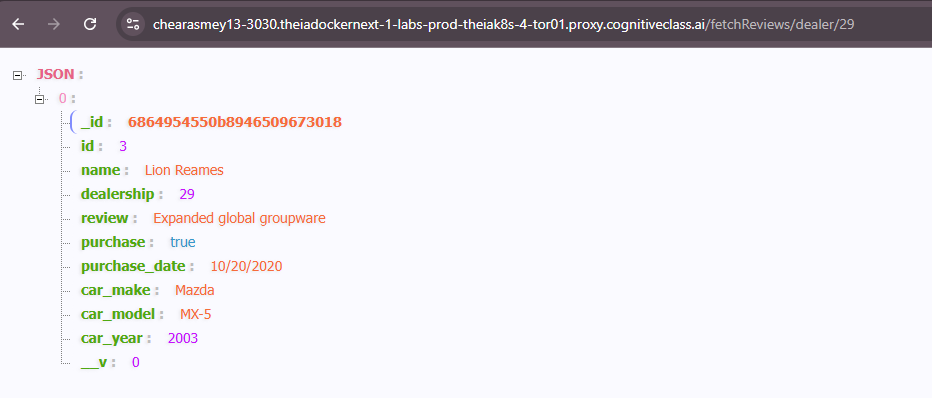 chearasmey13-3030.theiadockernext-1-labs-prod-theiak8s-4-tor01.proxy.cognitiveclass.ai/fetchReviews/dealer/29
JSON :
0 :
_id : 6864954550b8946509673018
id : 3
name : Lion Reames
dealership : 29
review : Expanded global groupware
purchase : true
purchase_date : 10/20/2020
car_make : Mazda
car_model : MX-5
car_year : 2003
__v : 0